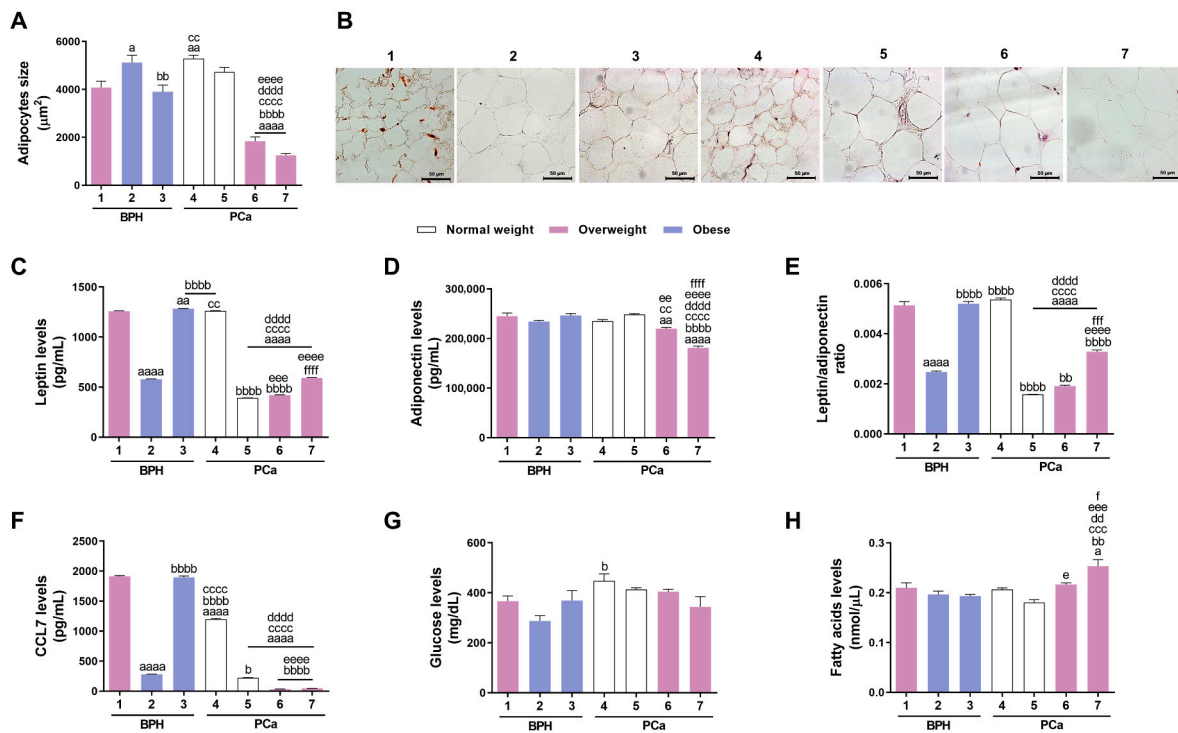 A
Adipocytes size
(µm²)
6000
4000
2000
0
a
bb
cc
aa
eeee
dddd
cccc
bbbb
aaaa
1 2 3 4 5 6 7
BPH PCa
B
1 2 3 4 5 6 7
50 µm 50 µm 50 µm 50 µm 50 µm 50 µm 50 µm
Normal weight Overweight Obese
C
Leptin levels
(pg/mL)
1500
1000
500
0
aaaa
bbbb
aa
cc
bbbb
dddd
cccc
aaaa
eee
bbbb
eeee
ffff
1 2 3 4 5 6 7
BPH PCa
D
Adiponectin levels
(pg/mL)
300,000
200,000
100,000
0
ee
cc
aa
ffff
eeee
dddd
cccc
bbbb
aaaa
1 2 3 4 5 6 7
BPH PCa
E
Leptin/adiponectin
ratio
0.006
0.004
0.002
0.000
aaaa
bbbb
bbbb
dddd
cccc
aaaa
bbbb
bb
fff
eeee
bbbb
1 2 3 4 5 6 7
BPH PCa
F
CCL7 levels
(pg/mL)
2500
2000
1500
1000
500
0
aaaa
bbbb
cccc
bbbb
aaaa
b
dddd
cccc
aaaa
eeee
bbbb
1 2 3 4 5 6 7
BPH PCa
G
Glucose levels
(mg/dL)
600
400
200
0
b
1 2 3 4 5 6 7
BPH PCa
H
Fatty acids levels
(nmol/µL)
0.3
0.2
0.1
0.0
e
f
eee
dd
ccc
bb
a
1 2 3 4 5 6 7
BPH PCa